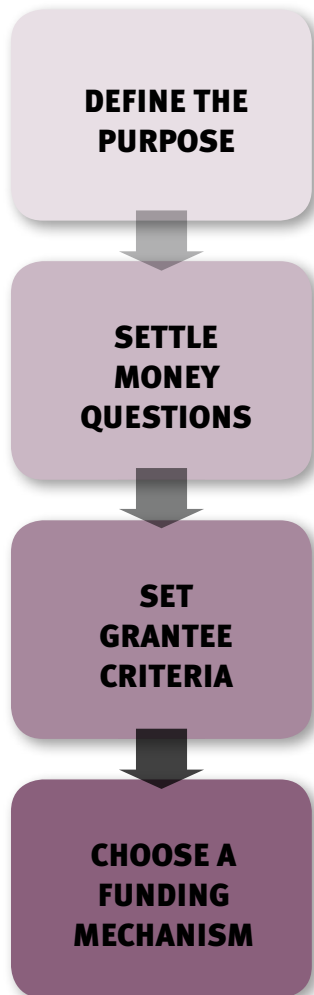 DEFINE THE
PURPOSE
SETTLE
MONEY
QUESTIONS
SET
GRANTEE
CRITERIA
CHOOSE A
FUNDING
MECHANISM